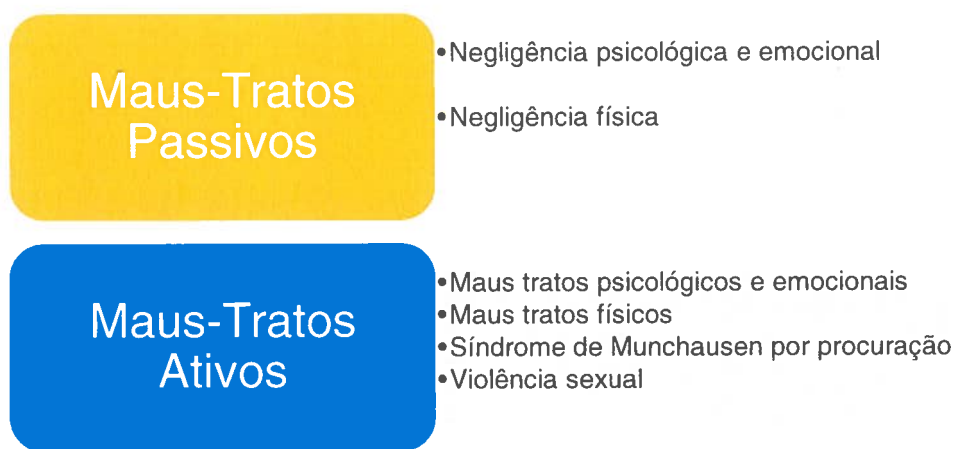 Maus-Tratos
Passivos
•Negligência psicológica e emocional
•Negligência física
Maus-Tratos
Ativos
•Maus tratos psicológicos e emocionais
•Maus tratos físicos
•Síndrome de Munchausen por procuração
•Violência sexual